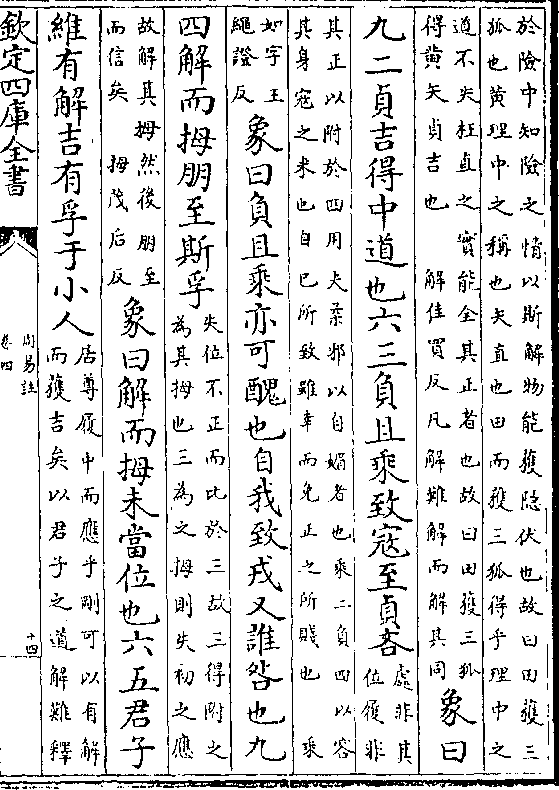 於險中知險之情以斯解物能獲隱伏也故曰田獲三
狐也黄理中之稱也矢直也田而獲三狐得乎理中之
道不失枉直之實能全其正者也故曰田獲三狐
得黄矢貞吉也　解佳買反凡解難解而解其同
象曰
九二貞吉得中道也六三負且乘致寇至貞吝
處非其
位履非
其正以附於四用夫柔邪以自媚者也乘二負四以容
其身寇之来也自已所致雖幸而免正之所賤也　乘
如字王
繩證反
象曰負且乘亦可醜也自我致戎又誰咎也九
四解而拇朋至斯孚
失位不正而比於三故三得附之
為其拇也三為之拇則失初之應
故解其拇然後朋至
而信矣　拇茂后反
象曰解而拇未當位也六五君子
維有解吉有孚于小人
居尊履中而應乎剛可以有解
而獲吉矣以君子之道解難釋
欽定四庫全書
周易註
卷四
十四